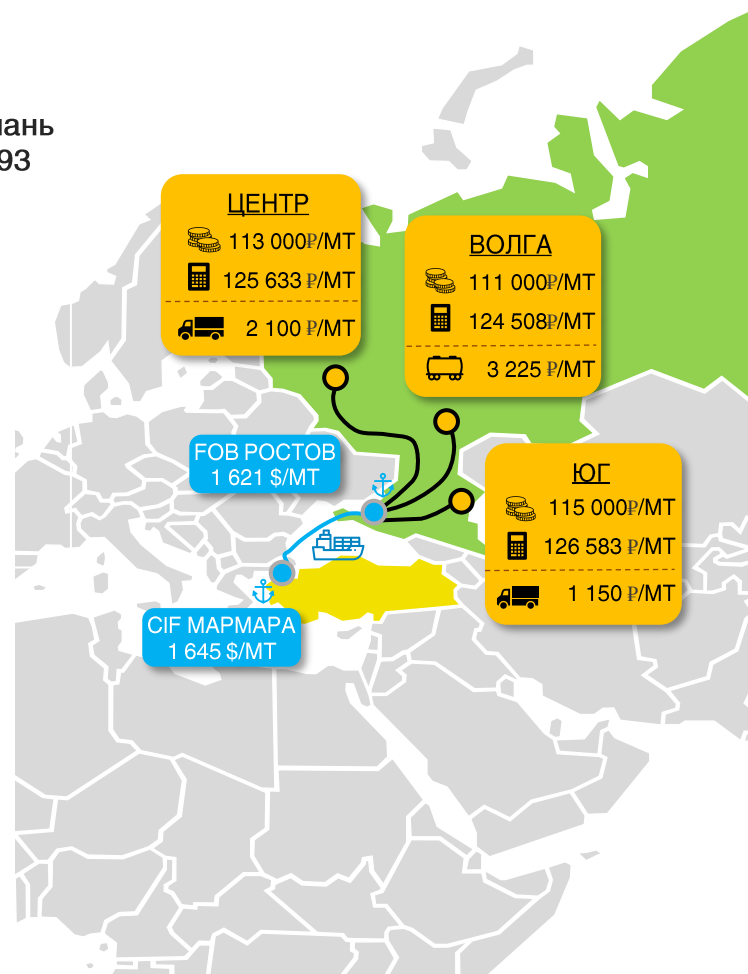 93
ЦЕНТР
113 000₽/МТ
125 633 ₽/МТ
2 100 ₽/МТ
ВОЛГА
111 000₽/МТ
124 508₽/МТ
3 225 ₽/МТ
FOB РОСТОВ
1 621 $/МТ
ЮГ
115 000₽/МТ
126 583 ₽/МТ
1 150 ₽/МТ
CIF МАРМАРА
1 645 $/МТ